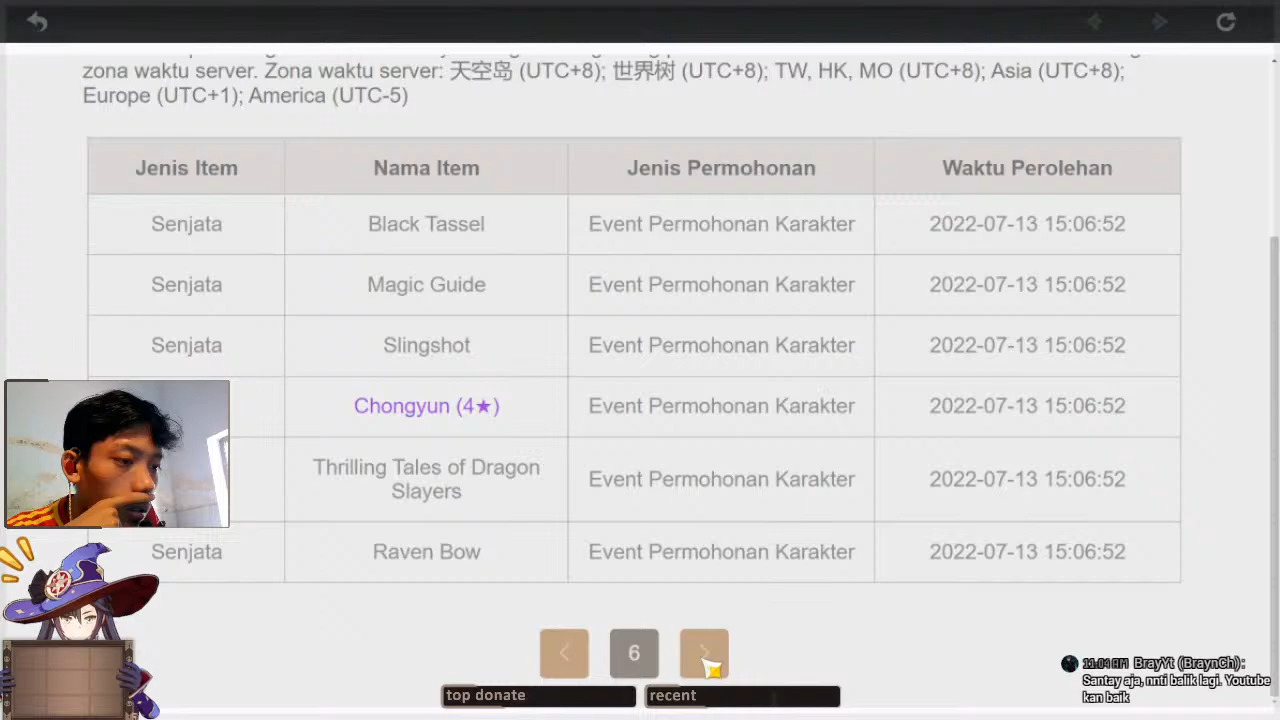 zona waktu server. Zona waktu server: 天空岛 (UTC+8); 世界树 (UTC+8); TW, HK, MO (UTC+8); Asia (UTC+8);
Europe (UTC+1); America (UTC-5)
Jenis Item Nama Item Jenis Permohonan Waktu Perolehan
Senjata Black Tassel Event Permohonan Karakter 2022-07-13 15:06:52
Senjata Magic Guide Event Permohonan Karakter 2022-07-13 15:06:52
Senjata Slingshot Event Permohonan Karakter 2022-07-13 15:06:52
Chongyun (4★) Event Permohonan Karakter 2022-07-13 15:06:52
Thrilling Tales of Dragon
Slayers Event Permohonan Karakter 2022-07-13 15:06:52
Senjata Raven Bow Event Permohonan Karakter 2022-07-13 15:06:52
6
top donate recent
11:04 AM BrayYt (BraynCh):
Santay aja, nnti balik lagi. Youtube
kan baik